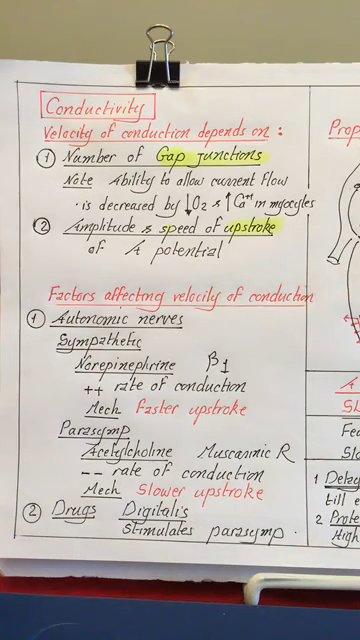 Conductivity
Velocity of conduction depends on :
① Number of Gap junctions
Note Ability to allow current flow
is decreased by ↓O2 & ↑Ca++ in myocytes
② Amplitude & speed of upstroke
of A potential
Factors affecting velocity of conduction
① Autonomic nerves
Sympathetic
Norepinephrine β1
++ rate of conduction
Mech Faster upstroke
Parasymp
Acetylcholine Muscarinic R
-- rate of conduction
Mech Slower upstroke
② Drugs Digitalis
Stimulates parasymp.
Prop
A
Fe
Slo
1 Delay
till e
2 Prote
High